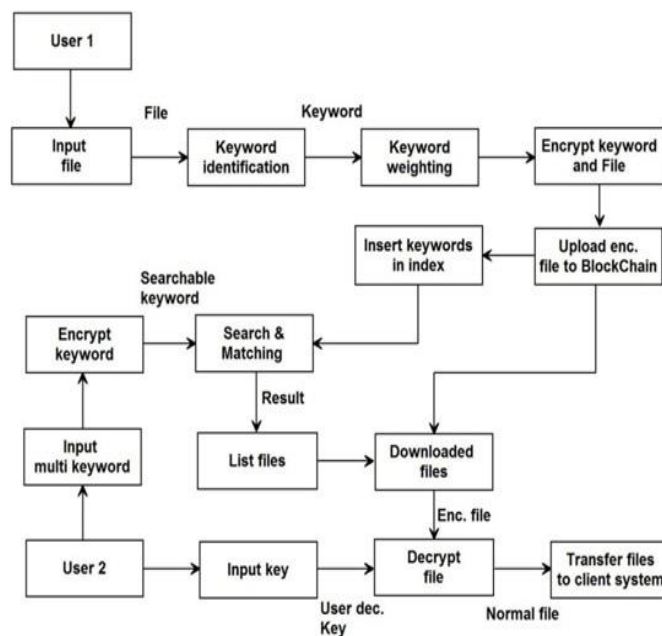 User 1
File
Keyword
Input
file
Keyword
identification
Keyword
weighting
Encrypt keyword
and File
Insert keywords
in index
Upload enc.
file to BlockChain
Searchable
keyword
Encrypt
keyword
Search &
Matching
Result
Input
multi keyword
List files
Downloaded
files
Enc. file
User 2
Input key
Decrypt
file
Transfer files
to client system
User dec.
Key
Normal file